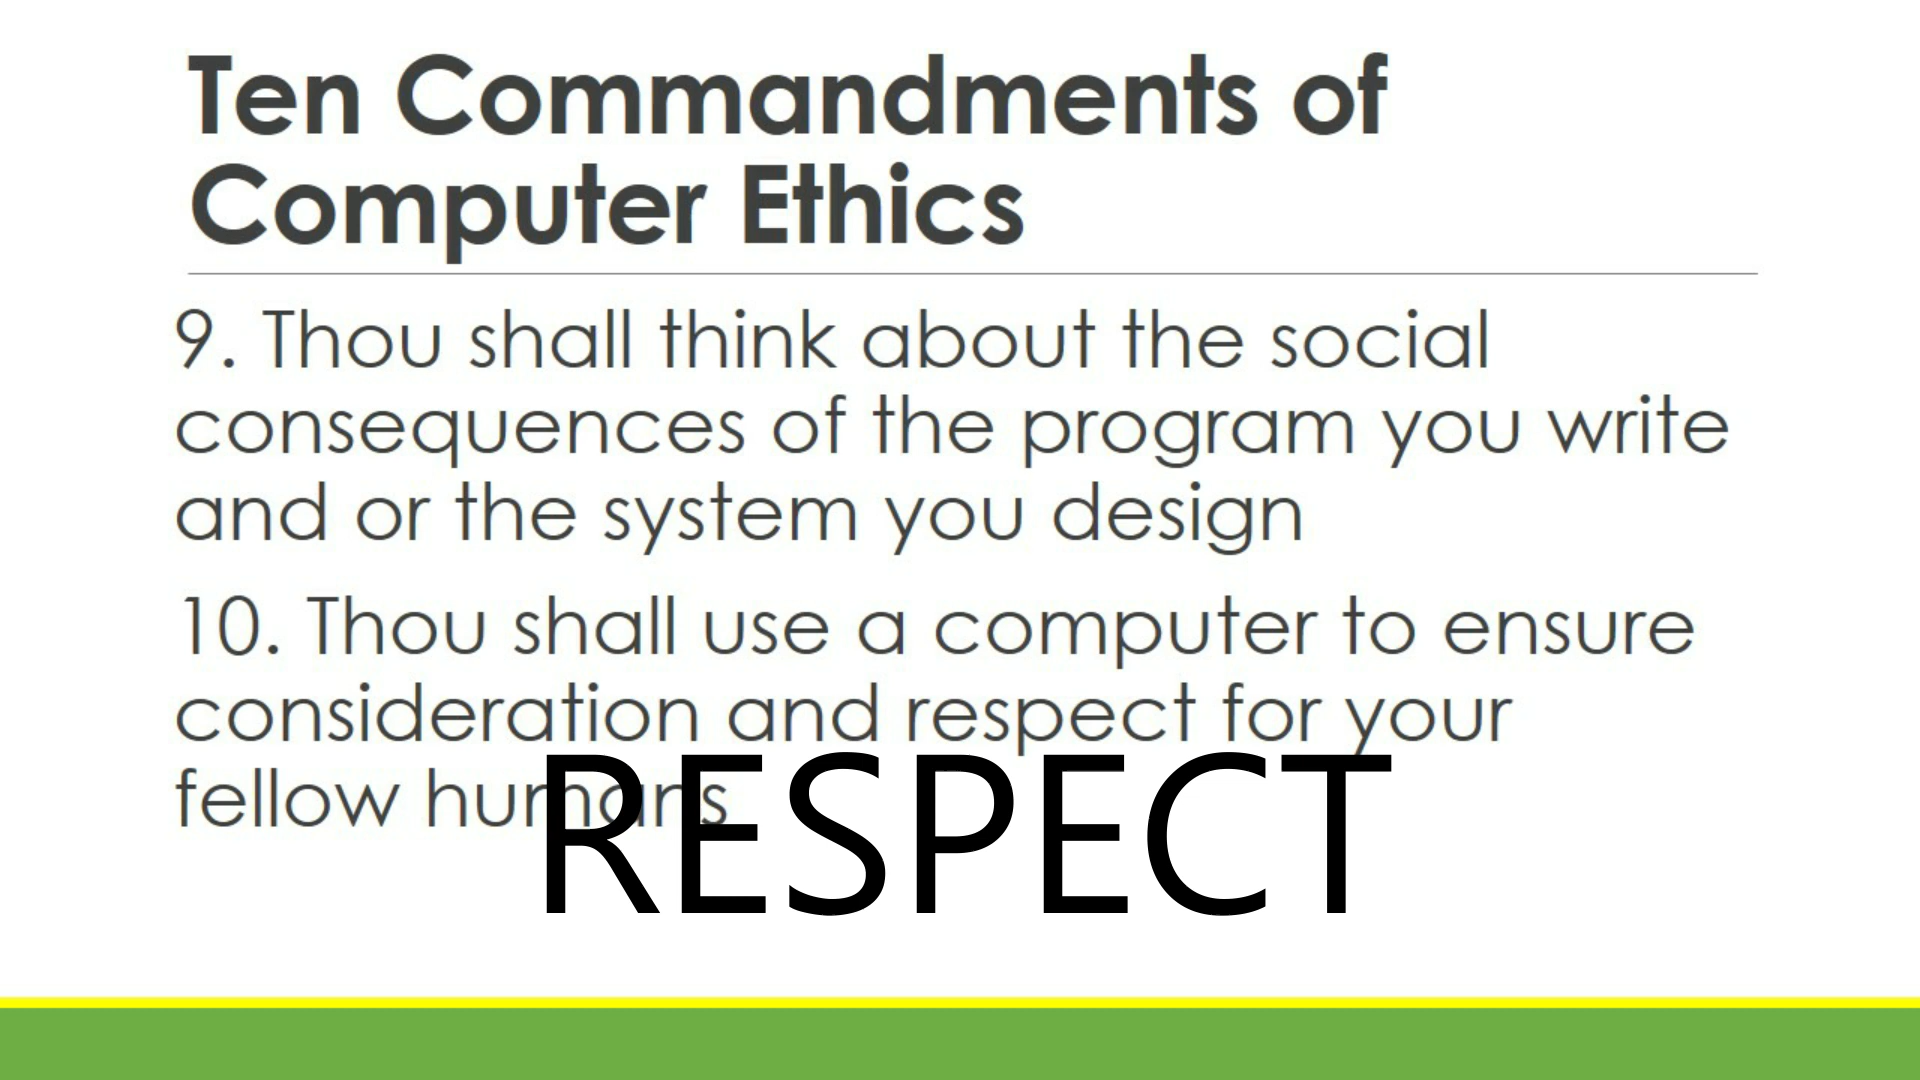 Ten Commandments of
Computer Ethics
9. Thou shall think about the social
consequences of the program you write
and or the system you design
10. Thou shall use a computer to ensure
consideration and respect for your
fellow humans
RESPECT